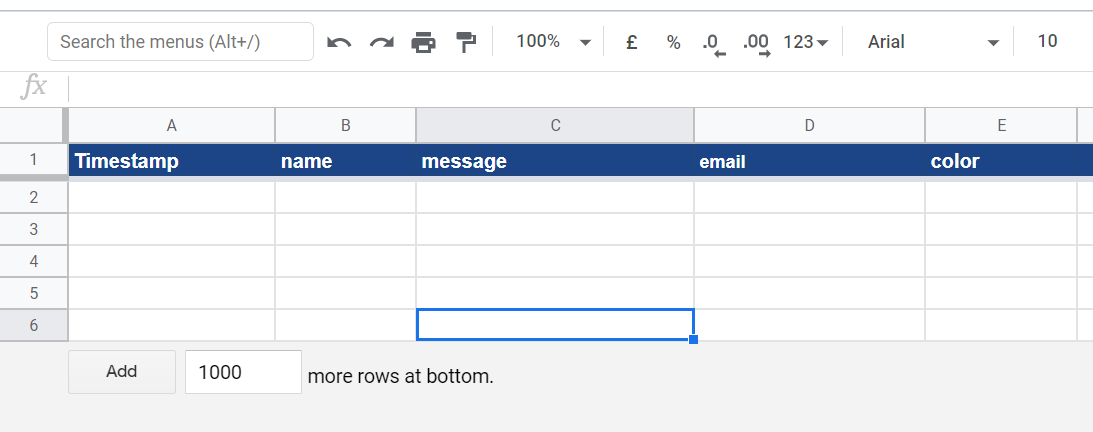 Search the menus (Alt+/) 100% £ % .0 .00 123 Arial 10
fx
A B C D E
1 Timestamp name message email color
2
3
4
5
6
Add 1000 more rows at bottom.